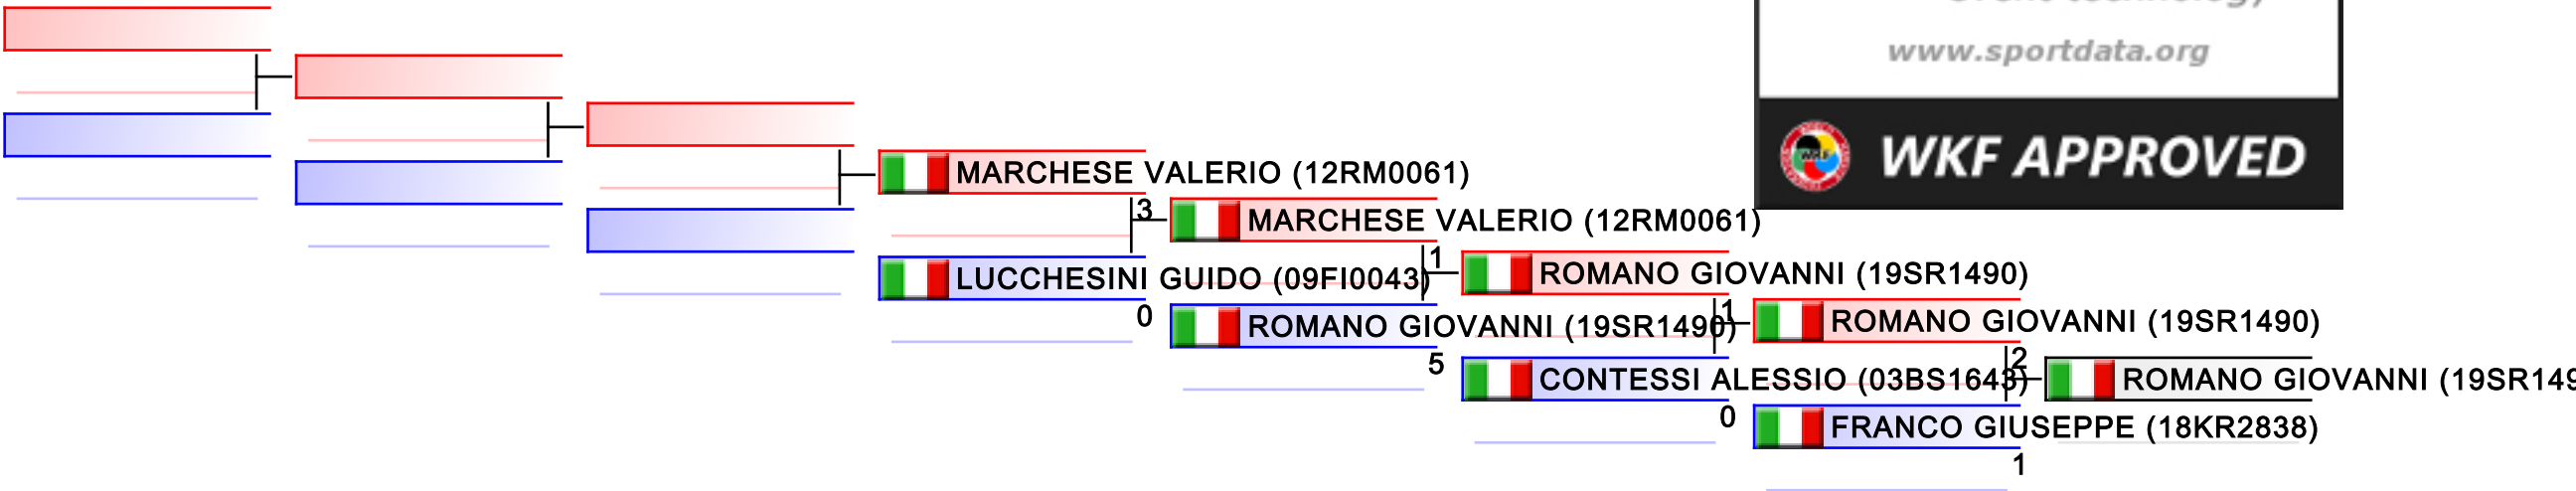 www.sportdata.org
WKF APPROVED
MARCHESE VALERIO (12RM0061)
3
MARCHESE VALERIO (12RM0061)
LUCCHESINI GUIDO (09FI0043)
0
1
ROMANO GIOVANNI (19SR1490)
ROMANO GIOVANNI (19SR1490)
5
1
ROMANO GIOVANNI (19SR1490)
CONTESSI ALESSIO (03BS1643)
0
2
ROMANO GIOVANNI (19SR149
FRANCO GIUSEPPE (18KR2838)
1